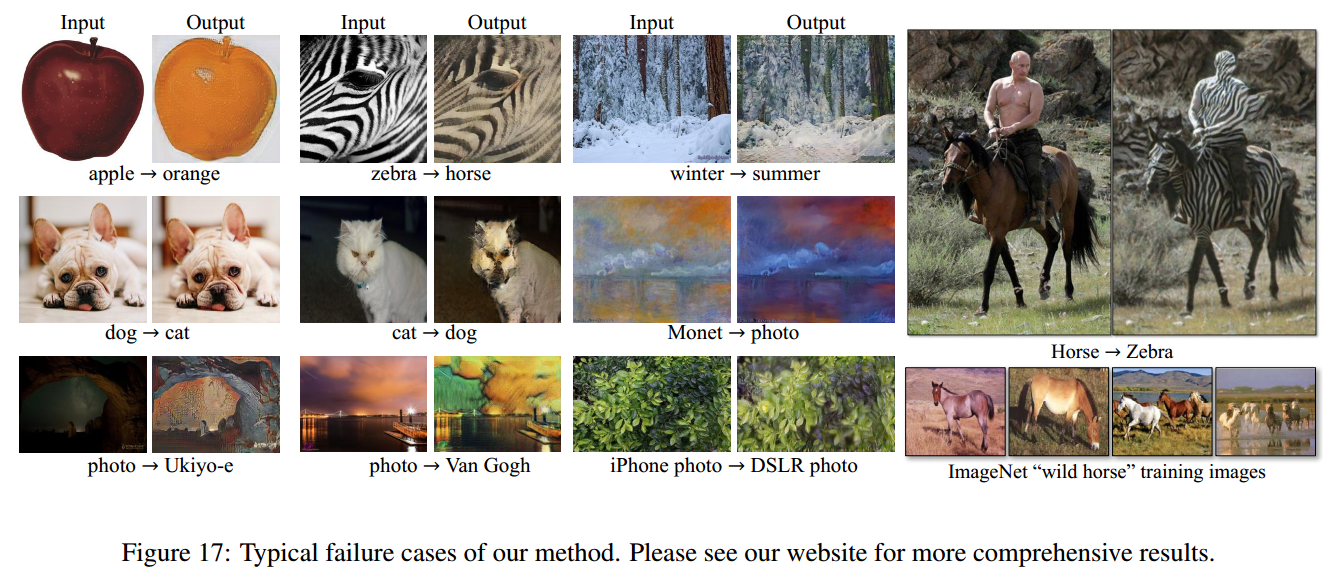 Input Output Input Output Input Output
apple → orange zebra → horse winter → summer
dog → cat cat → dog Monet → photo
Horse → Zebra
photo → Ukiyo-e photo → Van Gogh iPhone photo → DSLR photo
ImageNet “wild horse” training images
Figure 17: Typical failure cases of our method. Please see our website for more comprehensive results.